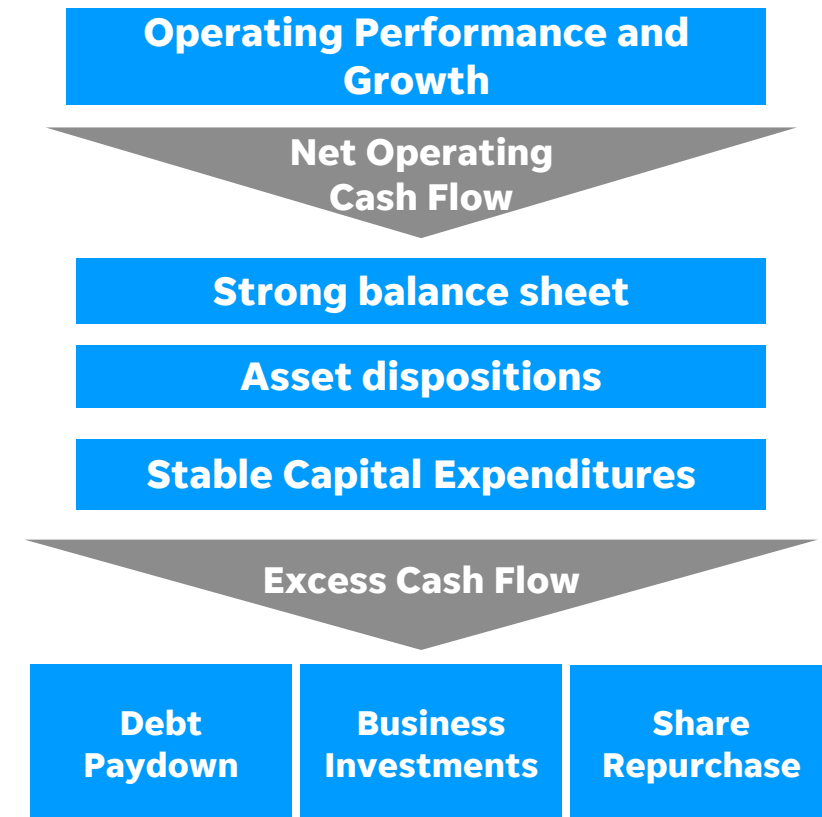 Operating Performance and
Growth
Net Operating
Cash Flow
Strong balance sheet
Asset dispositions
Stable Capital Expenditures
Excess Cash Flow
Debt
Paydown
Business
Investments
Share
Repurchase